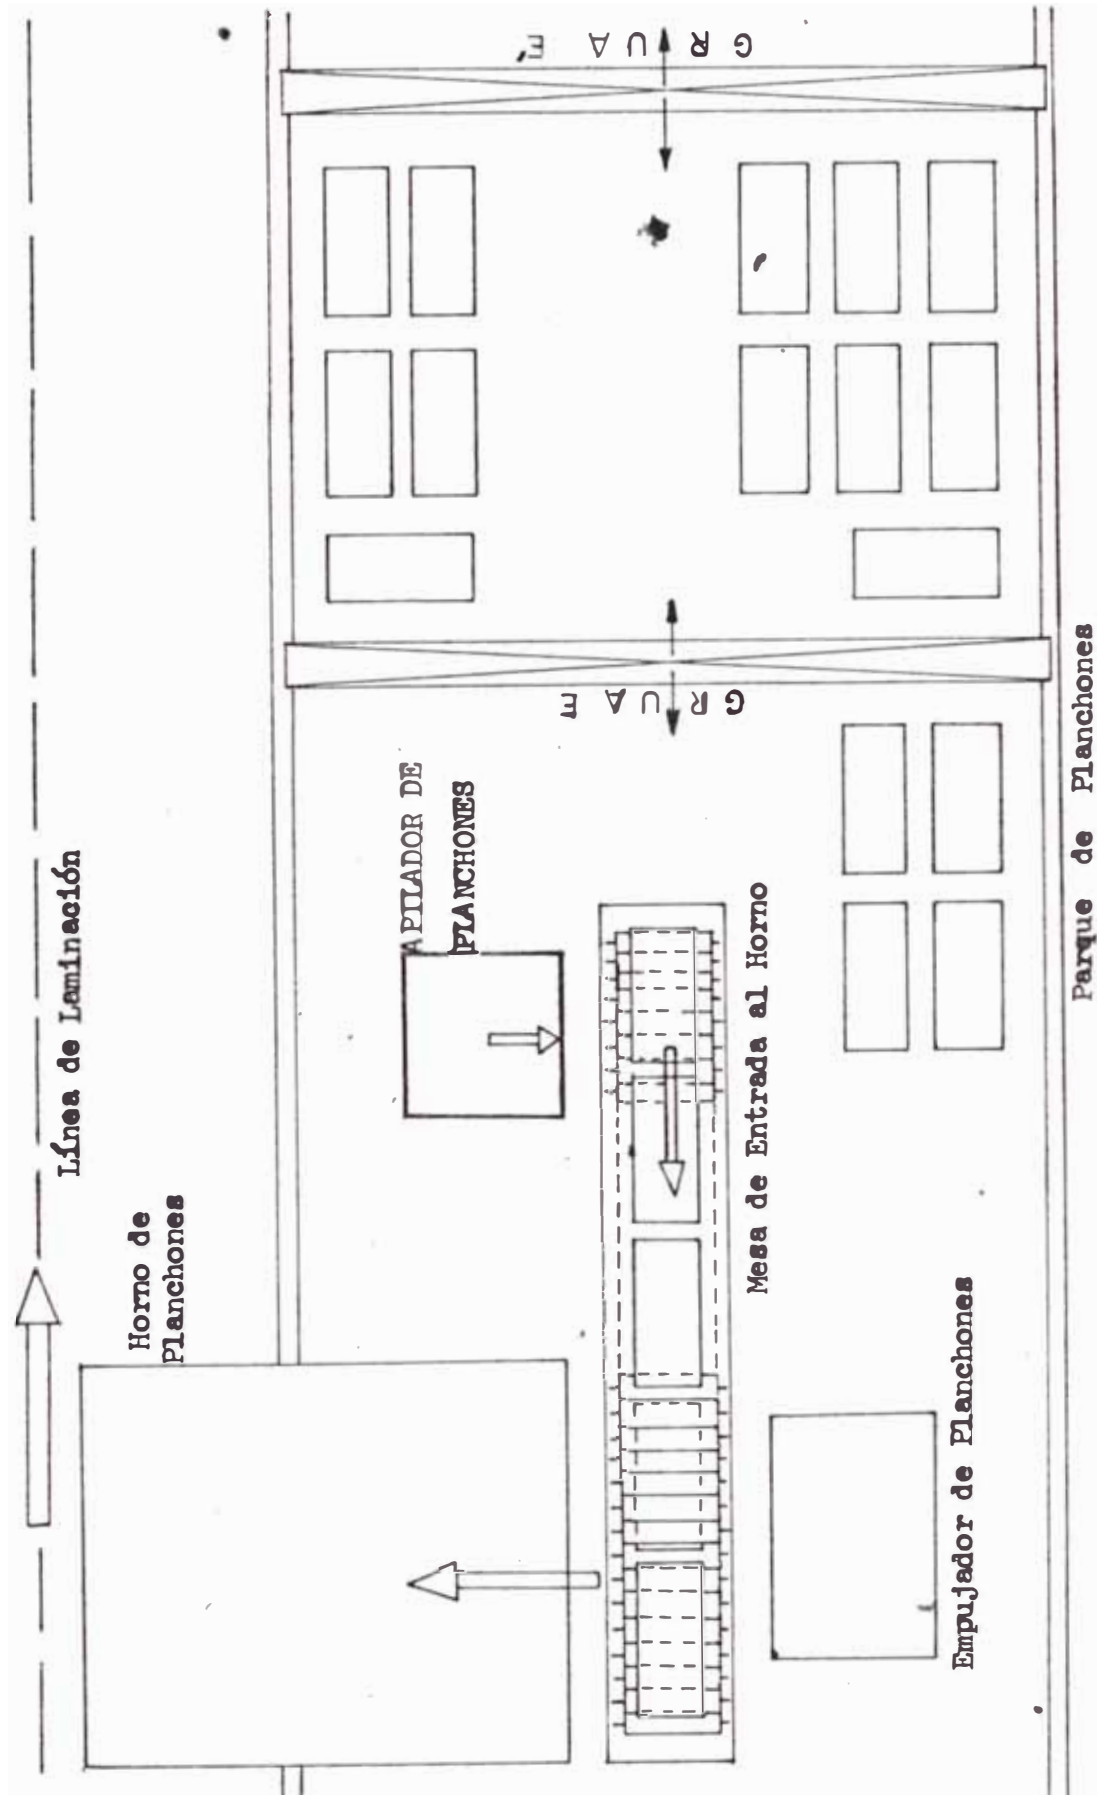 GRUA E'
GRUA E
Línea de Laminación
Horno de
Planchones
APILADOR DE
PLANCHONES
Mesa de Entrada al Horno
Empujador de Planchones
Parque de Planchones